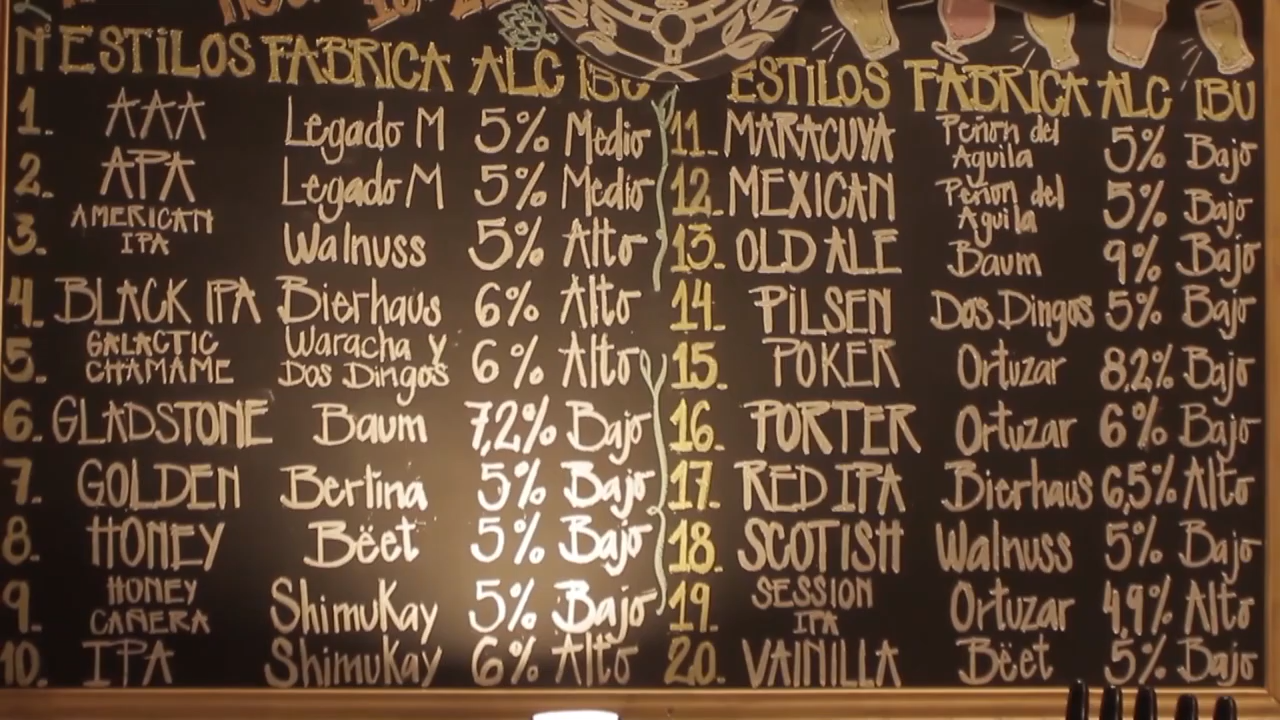 Nº ESTILOS FABRICA ALC IBU
1. AAA Legado M 5% Medio
2. APA Legado M 5% Medio
3. AMERICAN IPA Walnuss 5% Alto
4. BLACK IPA Bierhaus 6% Alto
5. GALACTIC CHAMAME Waracha y Dos Dingos 6% Alto
6. GLADSTONE Baum 7,2% Bajo
7. GOLDEN Berlina 5% Bajo
8. HONEY Bëet 5% Bajo
9. HONEY CAÑERA ShimuKay 5% Bajo
10. IPA ShimuKay 6% Alto
ESTILOS FABRICA ALC IBU
11. MARACUYA Peñon del Aguila 5% Bajo
12. MEXICAN Peñon del Aguila 5% Bajo
13. OLD ALE Baum 9% Bajo
14. PILSEN Dos Dingos 5% Bajo
15. POKER Ortuzar 8,2% Bajo
16. PORTER Ortuzar 6% Bajo
17. RED IPA Bierhaus 6,5% Alto
18. SCOTISH Walnuss 5% Bajo
19. SESSION IPA Ortuzar 4,9% Alto
20. VAINILLA Bëet 5% Bajo